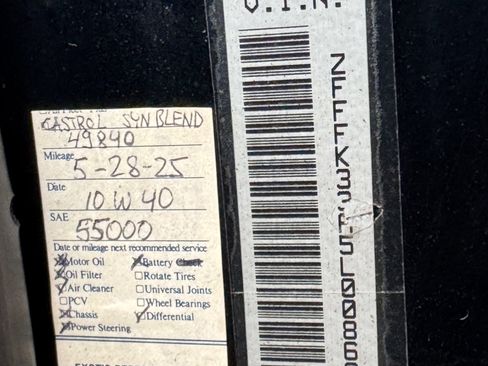 CASTROL SYN BLEND
49840
Mileage
5-28-25
Date
10 W 40
SAE
55000
Date or mileage next recommended service
Motor Oil
Oil Filter
Air Cleaner
PCV
Chassis
Power Steering
Battery Check
Rotate Tires
Universal Joints
Wheel Bearings
Differential
V.I.N.